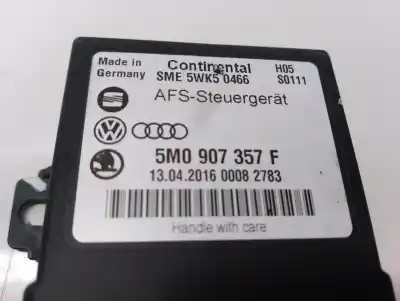 Made in Germany
Continental
SME 5WK5 0466
H05
S0111
AFS-Steuergerät
5M0 907 357 F
13.04.2016 0008 2783
Handle with care